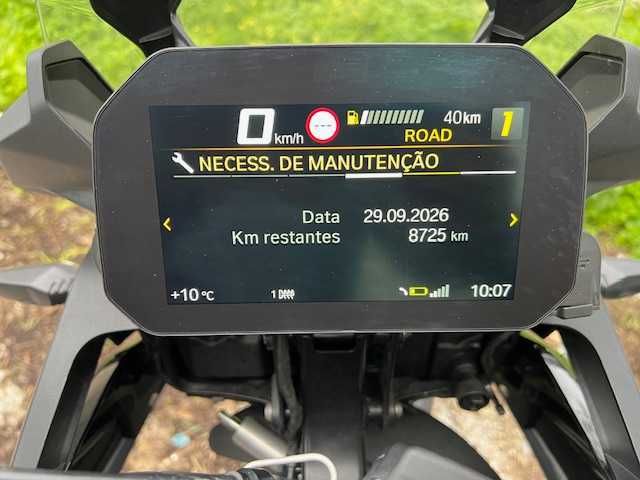 0 km/h --- 40km 1
ROAD
NECESS. DE MANUTENÇÃO
Data 29.09.2026
Km restantes 8725 km
+10 °C 1 10:07